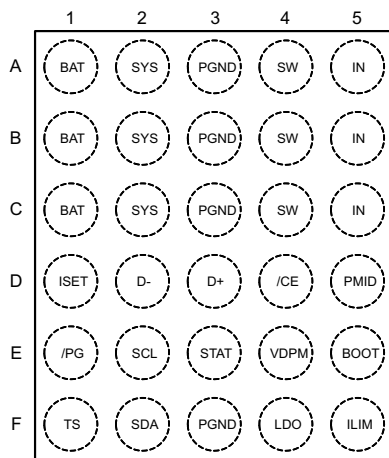 1 2 3 4 5
A BAT SYS PGND SW IN
B BAT SYS PGND SW IN
C BAT SYS PGND SW IN
D ISET D- D+ /CE PMID
E /PG SCL STAT VDPM BOOT
F TS SDA PGND LDO ILIM